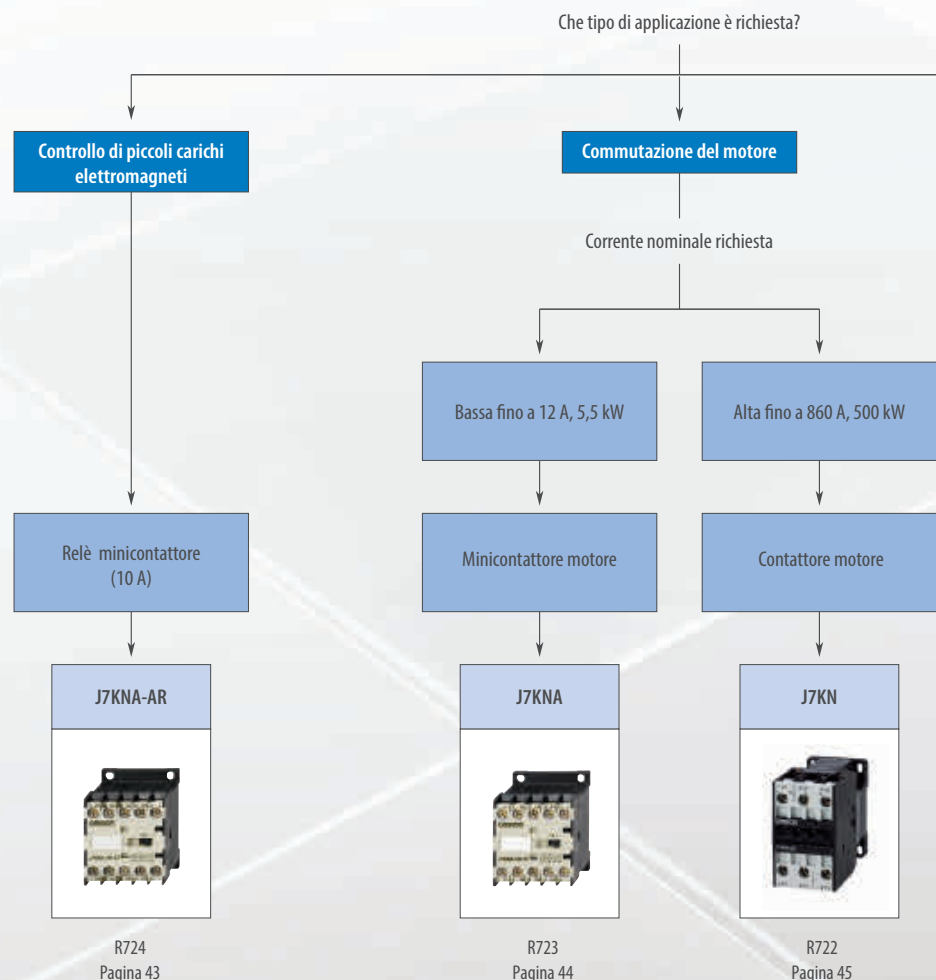 Che tipo di applicazione è richiesta?
Controllo di piccoli carichi
elettromagneti
Commutazione del motore
Corrente nominale richiesta
Bassa fino a 12 A, 5,5 kW
Alta fino a 860 A, 500 kW
Relè minicontattore
(10 A)
Minicontattore motore
Contattore motore
J7KNA-AR
J7KNA
J7KN
R724
Pagina 43
R723
Pagina 44
R722
Pagina 45